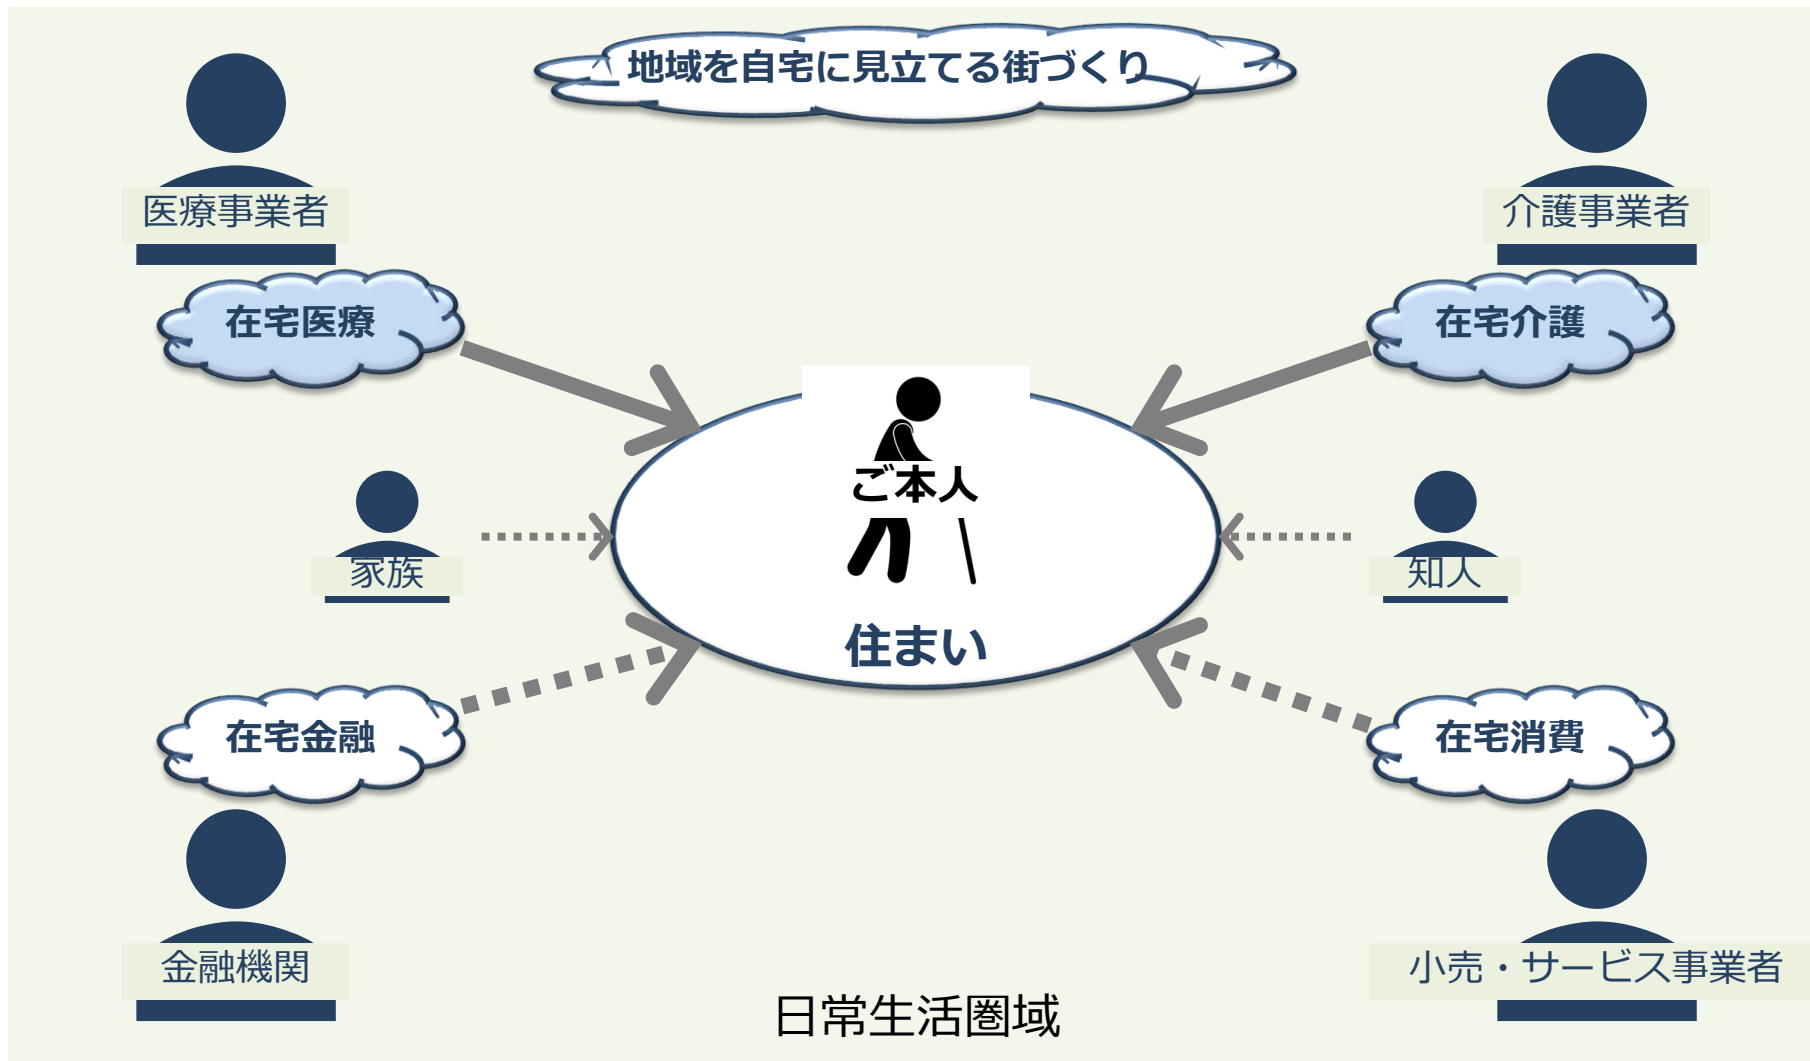 地域を自宅に見立てる街づくり
医療事業者
介護事業者
在宅医療
在宅介護
ご本人
家族
知人
住まい
在宅金融
在宅消費
金融機関
小売・サービス事業者
日常生活圏域